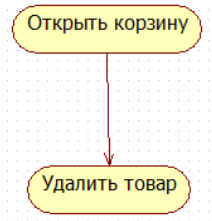 Открыть корзину
Удалить товар